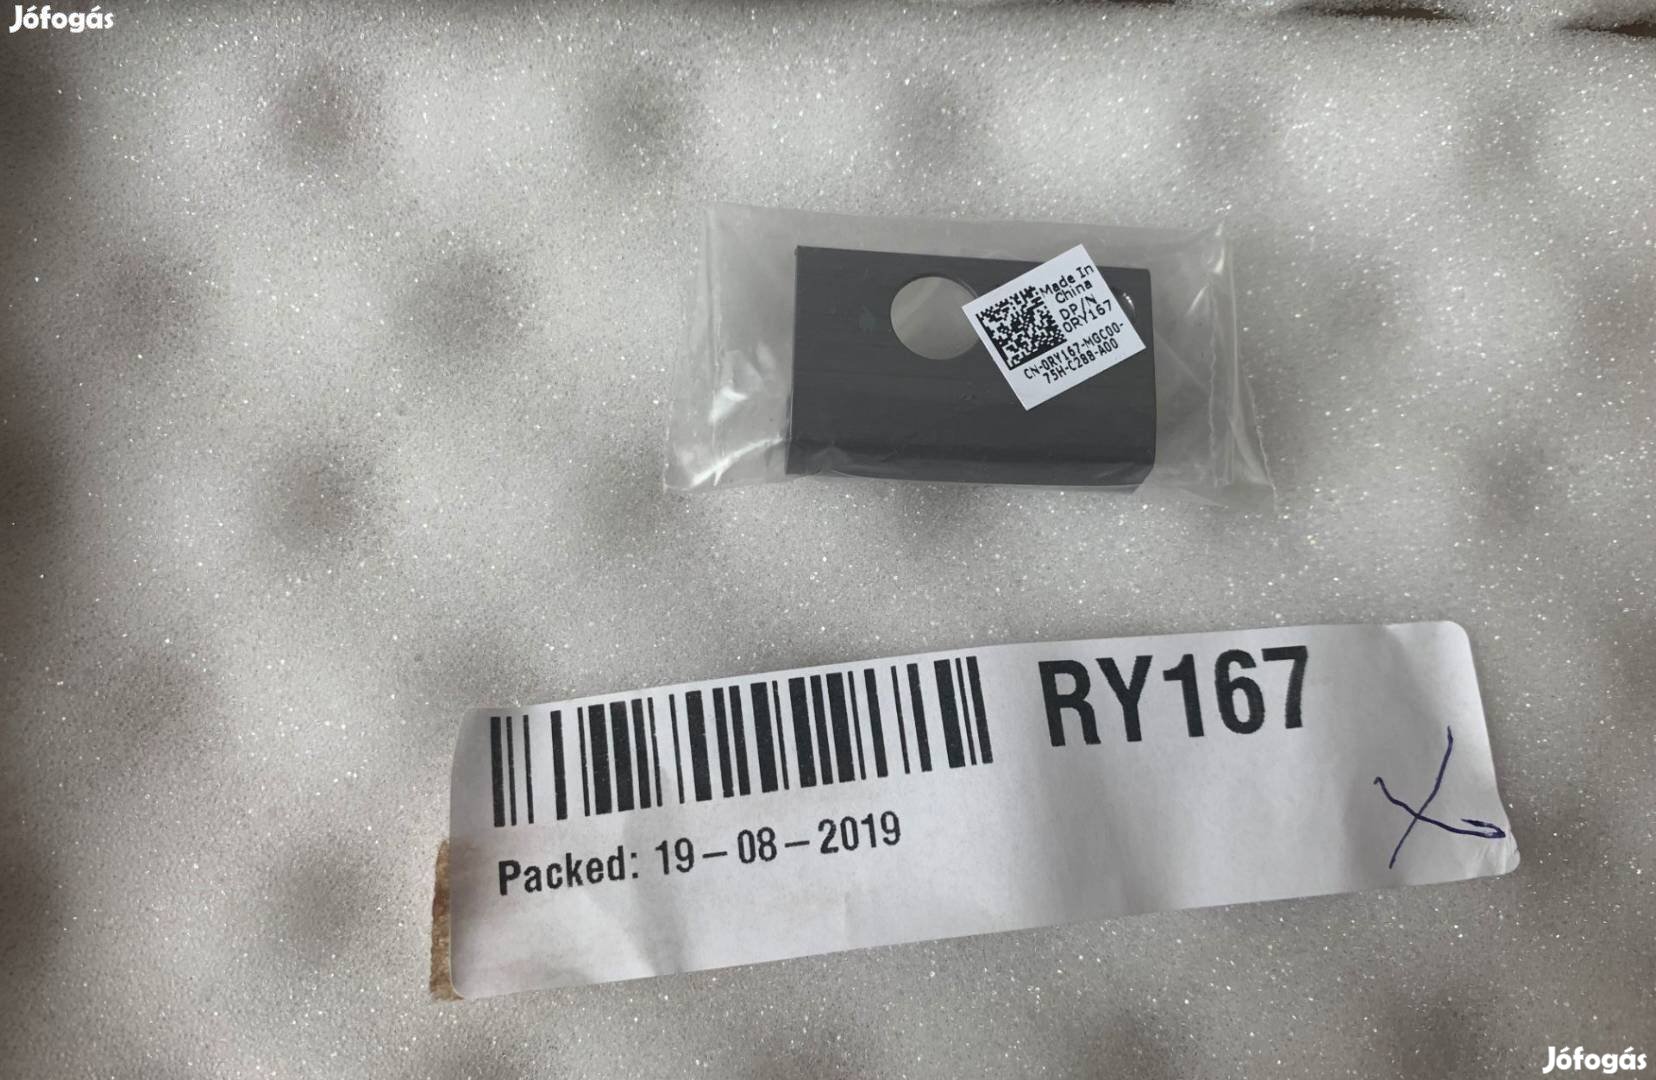 Jófogás
Made In
China
DP/N
0RY167
CN-0RY167-MGC00-
75H-C288-A00
RY167
Packed: 19-08-2019
Jófogás